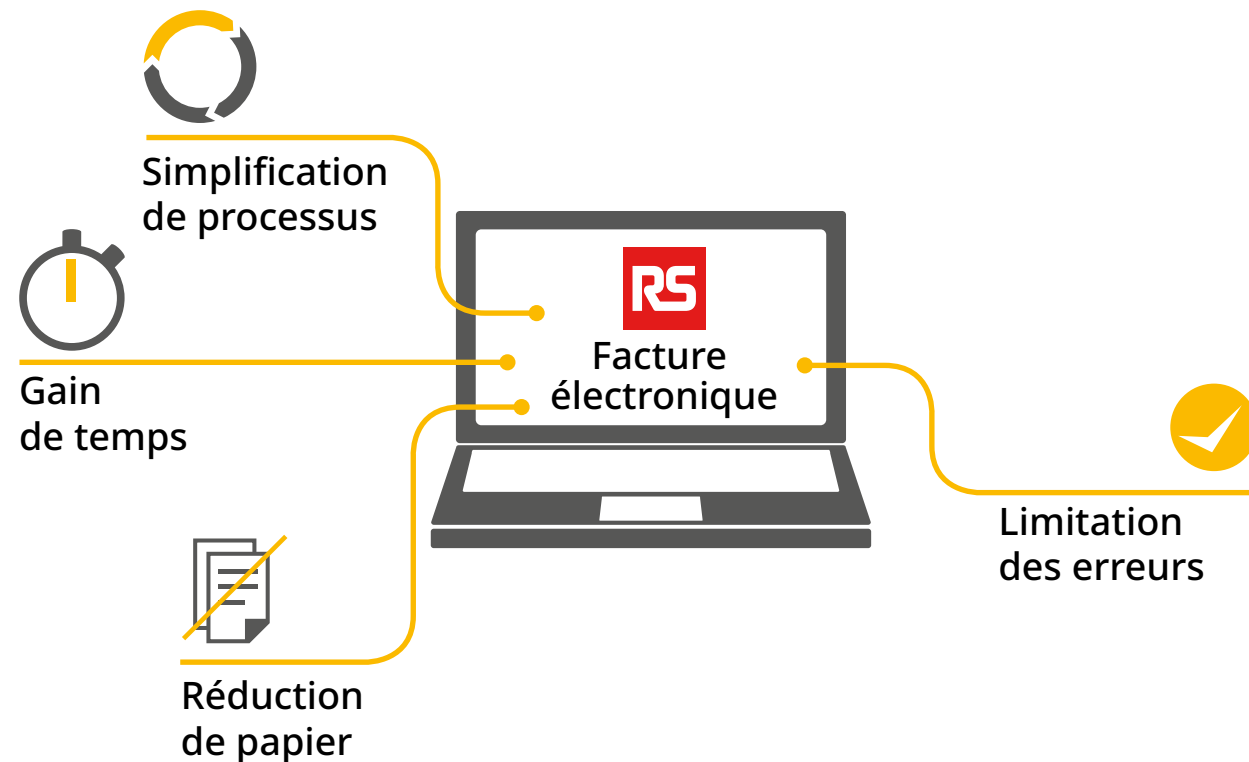 Simplification
de processus
Gain
de temps
RS
Facture
électronique
Limitation
des erreurs
Réduction
de papier